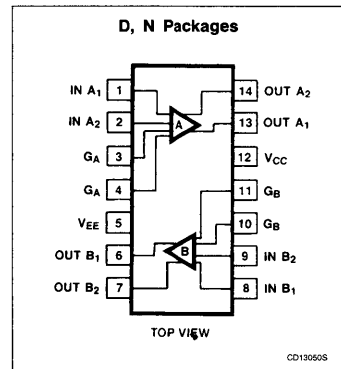 D, N Packages
IN A1 1 14 OUT A2
IN A2 2 A 13 OUT A1
GA 3 12 VCC
GA 4 11 GB
VEE 5 10 GB
OUT B1 6 B 9 IN B2
OUT B2 7 8 IN B1
TOP VIEW
CD13050S